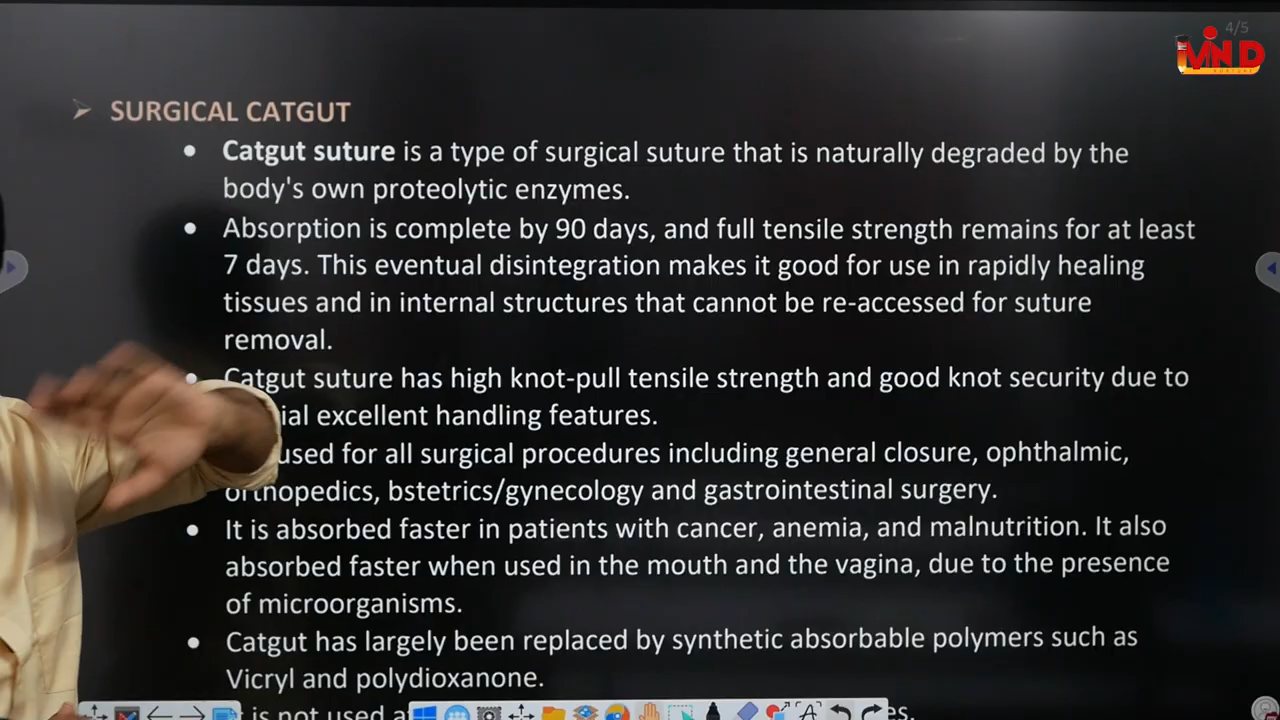 4/5
MIND
SURGICAL CATGUT
Catgut suture is a type of surgical suture that is naturally degraded by the
body's own proteolytic enzymes.
Absorption is complete by 90 days, and full tensile strength remains for at least
7 days. This eventual disintegration makes it good for use in rapidly healing
tissues and in internal structures that cannot be re-accessed for suture
removal.
Catgut suture has high knot-pull tensile strength and good knot security due to
excellent handling features.
used for all surgical procedures including general closure, ophthalmic,
orthopedics, bstetrics/gynecology and gastrointestinal surgery.
It is absorbed faster in patients with cancer, anemia, and malnutrition. It also
absorbed faster when used in the mouth and the vagina, due to the presence
of microorganisms.
Catgut has largely been replaced by synthetic absorbable polymers such as
Vicryl and polydioxanone.
is not used